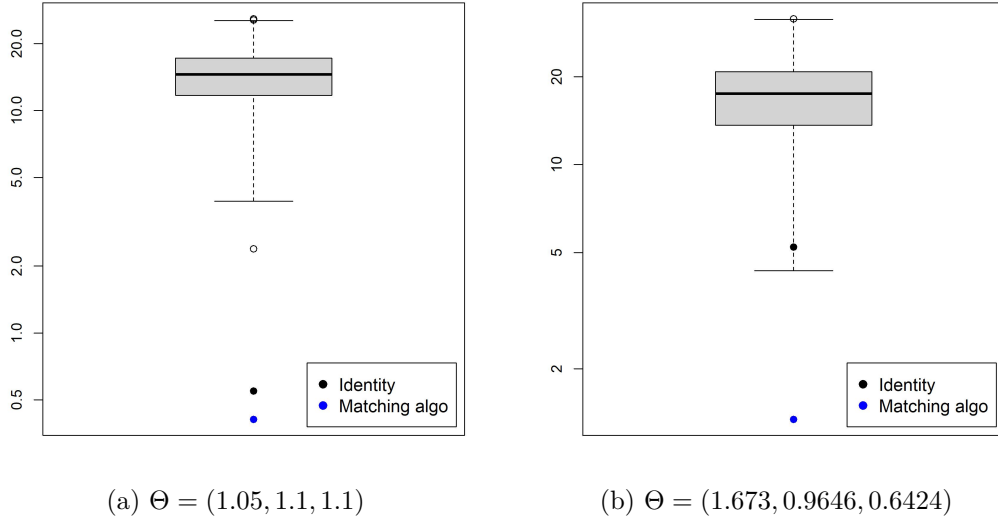 20.0
10.0
5.0
2.0
1.0
0.5
Identity
Matching algo
20
10
5
2
Identity
Matching algo
(a) Θ = (1.05, 1.1, 1.1)
(b) Θ = (1.673, 0.9646, 0.6424)